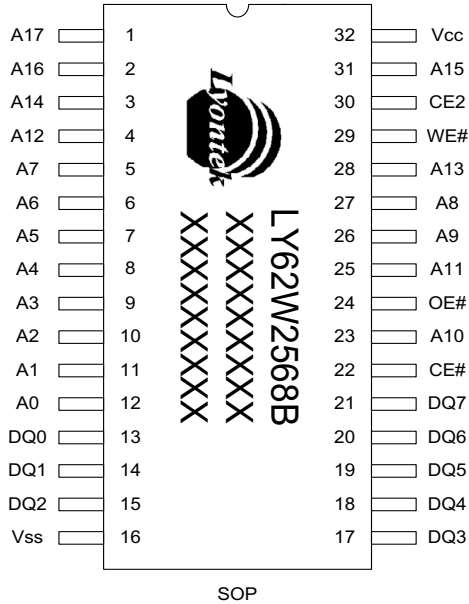 A17 1 32 Vcc
A16 2 31 A15
A14 3 30 CE2
A12 4 29 WE#
A7 5 28 A13
A6 6 27 A8
A5 7 26 A9
A4 8 25 A11
A3 9 24 OE#
A2 10 23 A10
A1 11 22 CE#
A0 12 21 DQ7
DQ0 13 20 DQ6
DQ1 14 19 DQ5
DQ2 15 18 DQ4
Vss 16 17 DQ3
Lyontek
LY62W2568B
XXXXXXXXX
XXXXXXXXX
SOP